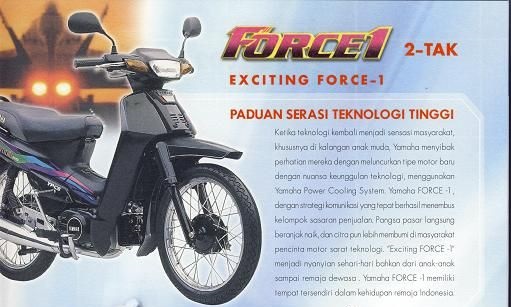 FORCE1 2-TAK
EXCITING FORCE-1
PADUAN SERASI TEKNOLOGI TINGGI
Ketika teknologi kembali menjadi sensasi masyarakat,
khususnya di kalangan anak muda, Yamaha menyibak
perhatian mereka dengan meluncurkan tipe motor baru
dengan nuansa keunggulan teknologi, menggunakan
Yamaha Power Cooling System. Yamaha FORCE -1 ,
dengan strategi komunikasi yang tepat berhasil menembus
kelompok sasaran penjualan. Pangsa pasar langsung
beranjak naik, dan citra pun lebih membumi di masyarakat
pencinta motor sarat teknologi. "Exciting FORCE -1"
menjadi nyanyian sehari-hari bahkan dari anak-anak
sampai remaja dewasa . Yamaha FORCE -1 memiliki
tempat tersendiri dalam kehidupan remaja Indonesia.
YAMAHA